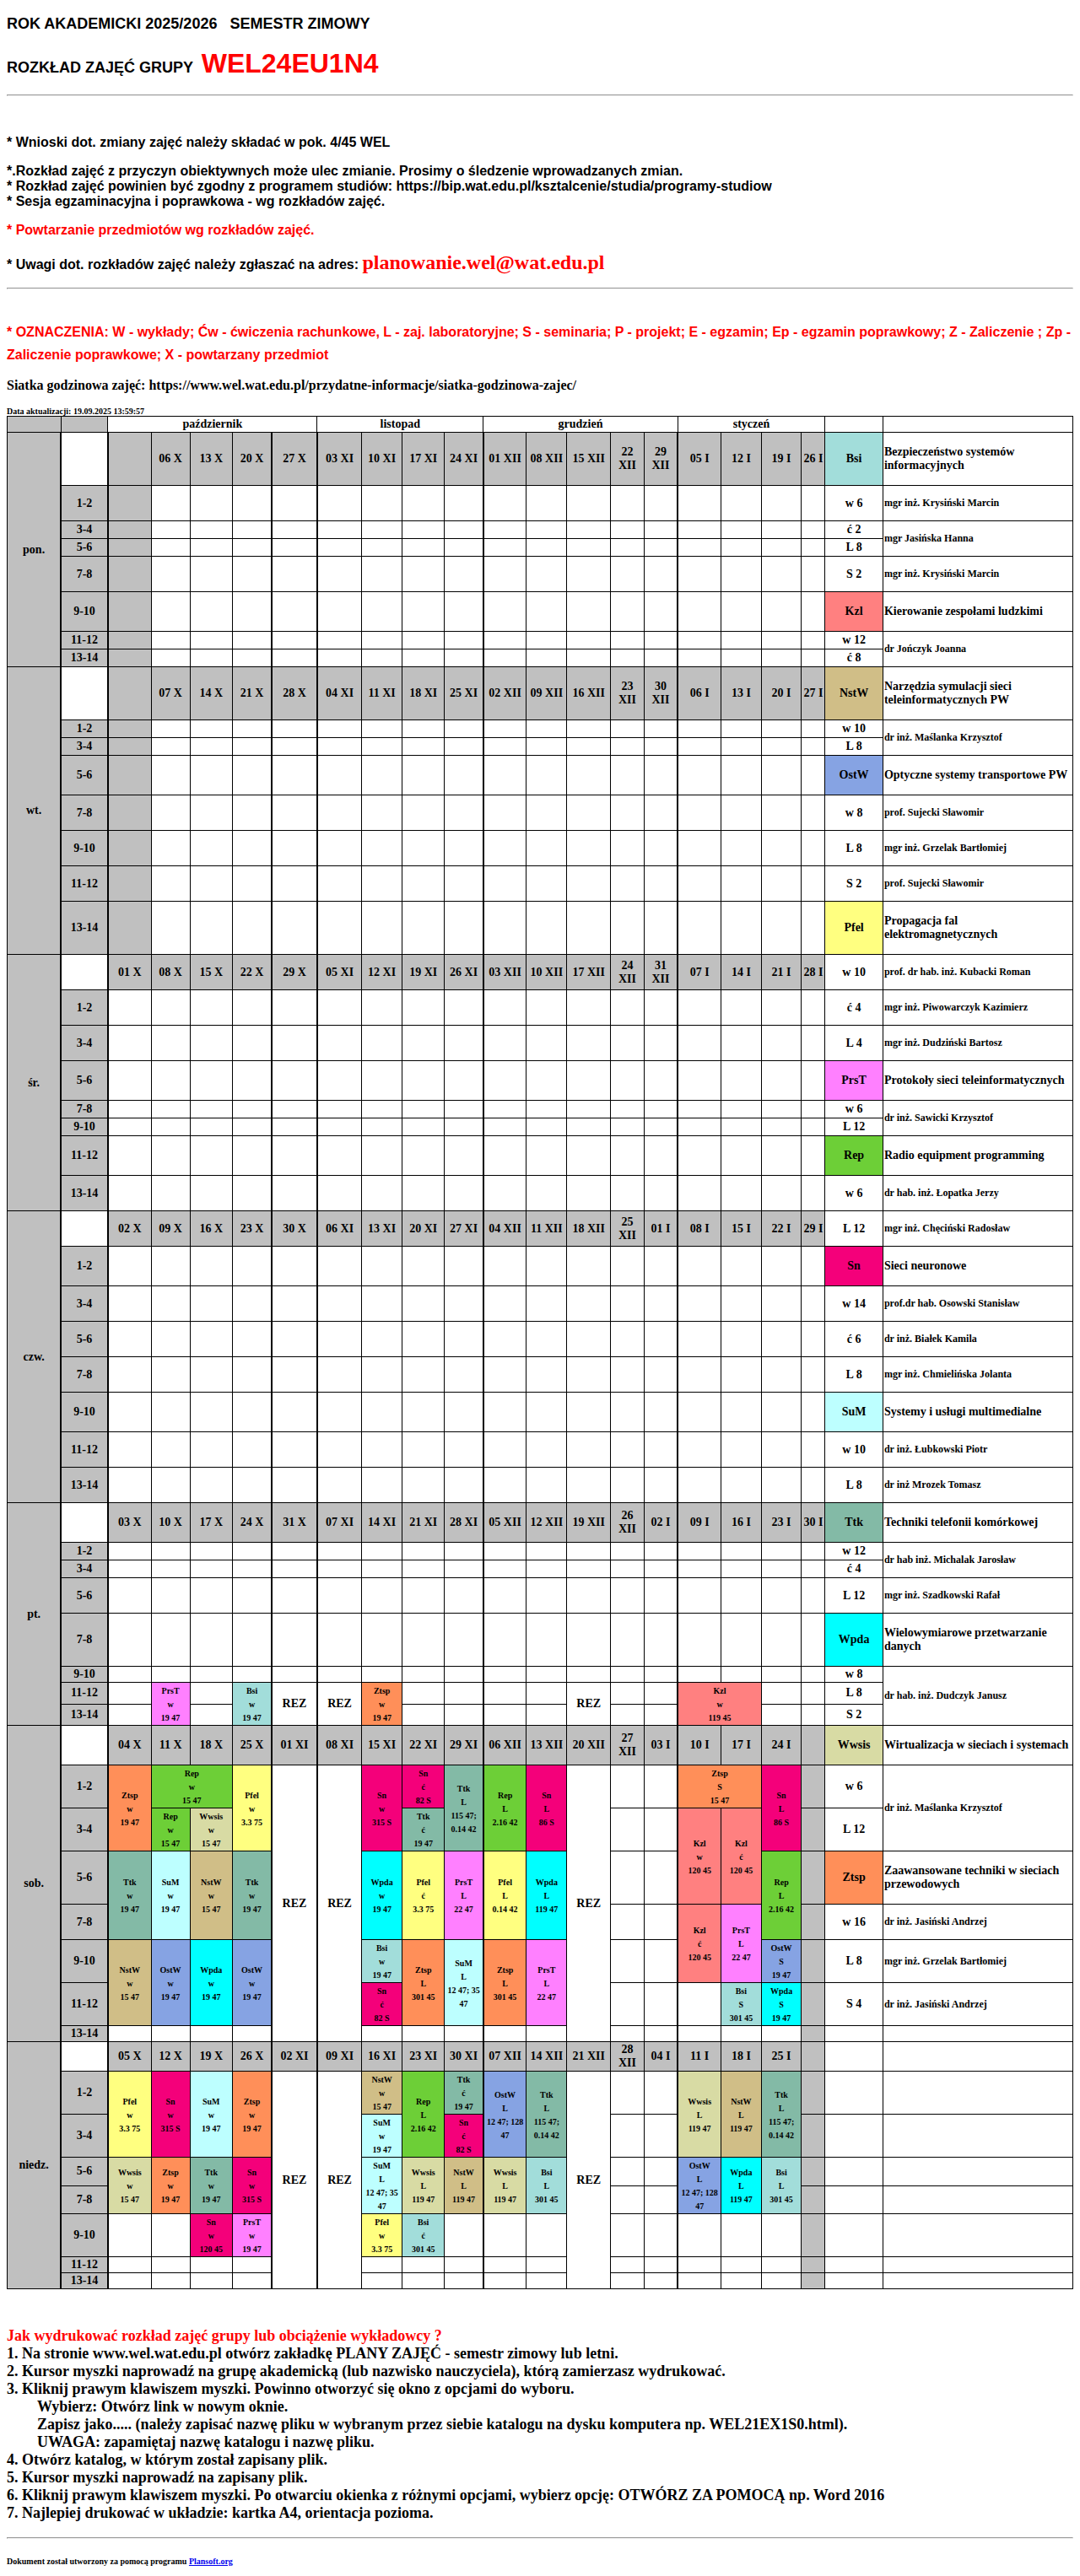 ROK AKADEMICKI 2025/2026 SEMESTR ZIMOWY
ROZKŁAD ZAJĘĆ GRUPY WEL24EU1N4
* Wnioski dot. zmiany zajęć należy składać w pok. 4/45 WEL
*.Rozkład zajęć z przyczyn obiektywnych może ulec zmianie. Prosimy o śledzenie wprowadzanych zmian.
* Rozkład zajęć powinien być zgodny z programem studiów: https://bip.wat.edu.pl/ksztalcenie/studia/programy-studiow
* Sesja egzaminacyjna i poprawkowa - wg rozkładów zajęć.
* Powtarzanie przedmiotów wg rozkładów zajęć.
* Uwagi dot. rozkładów zajęć należy zgłaszać na adres: planowanie.wel@wat.edu.pl
* OZNACZENIA: W - wykłady; Ćw - ćwiczenia rachunkowe, L - zaj. laboratoryjne; S - seminaria; P - projekt; E - egzamin; Ep - egzamin poprawkowy; Z - Zaliczenie ; Zp -
Zaliczenie poprawkowe; X - powtarzany przedmiot
Siatka godzinowa zajęć: https://www.wel.wat.edu.pl/przydatne-informacje/siatka-godzinowa-zajec/
Data aktualizacji: 19.09.2025 13:59:57
październik listopad grudzień styczeń
pon. 06 X 13 X 20 X 27 X 03 XI 10 XI 17 XI 24 XI 01 XII 08 XII 15 XII 22 XII 29 XII 05 I 12 I 19 I 26 I Bsi Bezpieczeństwo systemów informacyjnych
1-2 w 6 mgr inż. Krysiński Marcin
3-4 ć 2 mgr Jasińska Hanna
5-6 L 8
7-8 S 2 mgr inż. Krysiński Marcin
9-10 Kzl Kierowanie zespołami ludzkimi
11-12 w 12 dr Jończyk Joanna
13-14 ć 8
wt. 07 X 14 X 21 X 28 X 04 XI 11 XI 18 XI 25 XI 02 XII 09 XII 16 XII 23 XII 30 XII 06 I 13 I 20 I 27 I NstW Narzędzia symulacji sieci teleinformatycznych PW
1-2 w 10 dr inż. Maślanka Krzysztof
3-4 L 8
5-6 OstW Optyczne systemy transportowe PW
7-8 w 8 prof. Sujecki Sławomir
9-10 L 8 mgr inż. Grzelak Bartłomiej
11-12 S 2 prof. Sujecki Sławomir
13-14 Pfel Propagacja fal elektromagnetycznych
śr. 01 X 08 X 15 X 22 X 29 X 05 XI 12 XI 19 XI 26 XI 03 XII 10 XII 17 XII 24 XII 31 XII 07 I 14 I 21 I 28 I w 10 prof. dr hab. inż. Kubacki Roman
1-2 ć 4 mgr inż. Piwowarczyk Kazimierz
3-4 L 4 mgr inż. Dudziński Bartosz
5-6 PrsT Protokoły sieci teleinformatycznych
7-8 w 6 dr inż. Sawicki Krzysztof
9-10 L 12
11-12 Rep Radio equipment programming
13-14 w 6 dr hab. inż. Łopatka Jerzy
czw. 02 X 09 X 16 X 23 X 30 X 06 XI 13 XI 20 XI 27 XI 04 XII 11 XII 18 XII 25 XII 01 I 08 I 15 I 22 I 29 I L 12 mgr inż. Chęciński Radosław
1-2 Sn Sieci neuronowe
3-4 w 14 prof.dr hab. Osowski Stanisław
5-6 ć 6 dr inż. Białek Kamila
7-8 L 8 mgr inż. Chmielińska Jolanta
9-10 SuM Systemy i usługi multimedialne
11-12 w 10 dr inż. Łubkowski Piotr
13-14 L 8 dr inż Mrozek Tomasz
pt. 03 X 10 X 17 X 24 X 31 X 07 XI 14 XI 21 XI 28 XI 05 XII 12 XII 19 XII 26 XII 02 I 09 I 16 I 23 I 30 I Ttk Techniki telefonii komórkowej
1-2 w 12 dr hab inż. Michalak Jarosław
3-4 ć 4
5-6 L 12 mgr inż. Szadkowski Rafał
7-8 Wpda Wielowymiarowe przetwarzanie danych
9-10 w 8 dr hab. inż. Dudczyk Janusz
11-12 PrsT w 19 47 Bsi w 19 47 REZ REZ Ztsp w 19 47 REZ Kzl w 119 45 L 8
13-14 S 2
sob. 04 X 11 X 18 X 25 X 01 XI 08 XI 15 XI 22 XI 29 XI 06 XII 13 XII 20 XII 27 XII 03 I 10 I 17 I 24 I Wwsis Wirtualizacja w sieciach i systemach
1-2 Ztsp w 19 47 Rep w 15 47 Pfel w 3.3 75 REZ REZ Sn w 315 S Sn ć 82 S Ttk L 115 47; 0.14 42 Rep L 2.16 42 Sn L 86 S REZ Ztsp S 15 47 Sn L 86 S w 6 dr inż. Maślanka Krzysztof
3-4 Rep w 15 47 Wwsis w 15 47 Ttk ć 19 47 Kzl w 120 45 Kzl ć 120 45 L 12
5-6 Ttk w 19 47 SuM w 19 47 NstW w 15 47 Ttk w 19 47 Wpda w 19 47 Pfel ć 3.3 75 PrsT L 22 47 Pfel L 0.14 42 Wpda L 119 47 Rep L 2.16 42 Ztsp Zaawansowane techniki w sieciach przewodowych
7-8 Kzl ć 120 45 PrsT L 22 47 w 16 dr inż. Jasiński Andrzej
9-10 NstW w 15 47 OstW w 19 47 Wpda w 19 47 OstW w 19 47 Bsi w 19 47 Ztsp L 301 45 SuM L 12 47; 35 47 Ztsp L 301 45 PrsT L 22 47 OstW S 19 47 L 8 mgr inż. Grzelak Bartłomiej
11-12 Sn ć 82 S Bsi S 301 45 Wpda S 19 47 S 4 dr inż. Jasiński Andrzej
13-14
niedz. 05 X 12 X 19 X 26 X 02 XI 09 XI 16 XI 23 XI 30 XI 07 XII 14 XII 21 XII 28 XII 04 I 11 I 18 I 25 I
1-2 Pfel w 3.3 75 Sn w 315 S SuM w 19 47 Ztsp w 19 47 REZ REZ NstW w 15 47 Rep L 2.16 42 Ttk ć 19 47 OstW L 12 47; 128 47 Ttk L 115 47; 0.14 42 REZ Wwsis L 119 47 NstW L 119 47 Ttk L 115 47; 0.14 42
3-4 SuM w 19 47 Sn ć 82 S
5-6 Wwsis w 15 47 Ztsp w 19 47 Ttk w 19 47 Sn w 315 S SuM L 12 47; 35 47 Wwsis L 119 47 NstW L 119 47 Wwsis L 119 47 Bsi L 301 45 OstW L 12 47; 128 47 Wpda L 119 47 Bsi L 301 45
7-8
9-10 Sn w 120 45 PrsT w 19 47 Pfel w 3.3 75 Bsi ć 301 45
11-12
13-14
Jak wydrukować rozkład zajęć grupy lub obciążenie wykładowcy ?
1. Na stronie www.wel.wat.edu.pl otwórz zakładkę PLANY ZAJĘĆ - semestr zimowy lub letni.
2. Kursor myszki naprowadź na grupę akademicką (lub nazwisko nauczyciela), którą zamierzasz wydrukować.
3. Kliknij prawym klawiszem myszki. Powinno otworzyć się okno z opcjami do wyboru.
Wybierz: Otwórz link w nowym oknie.
Zapisz jako..... (należy zapisać nazwę pliku w wybranym przez siebie katalogu na dysku komputera np. WEL21EX1S0.html).
UWAGA: zapamiętaj nazwę katalogu i nazwę pliku.
4. Otwórz katalog, w którym został zapisany plik.
5. Kursor myszki naprowadź na zapisany plik.
6. Kliknij prawym klawiszem myszki. Po otwarciu okienka z różnymi opcjami, wybierz opcję: OTWÓRZ ZA POMOCĄ np. Word 2016
7. Najlepiej drukować w układzie: kartka A4, orientacja pozioma.
Dokument został utworzony za pomocą programu Plansoft.org